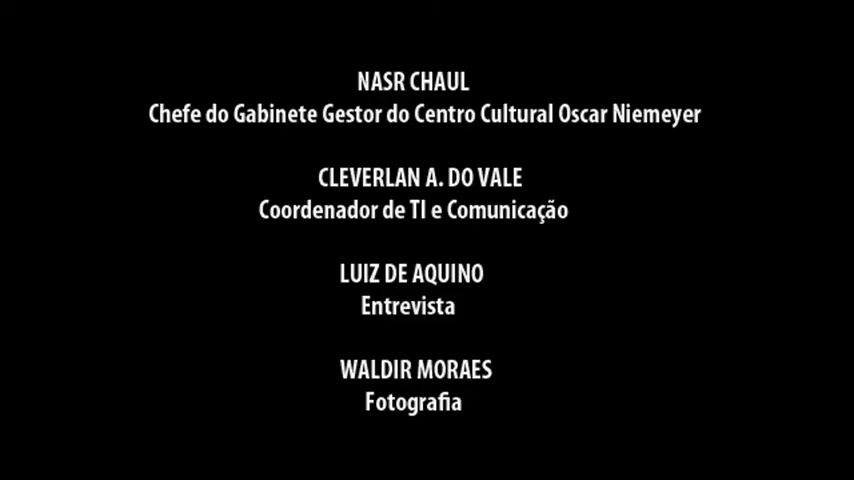 NASR CHAUL
Chefe do Gabinete Gestor do Centro Cultural Oscar Niemeyer
CLEVERLAN A. DO VALE
Coordenador de TI e Comunicação
LUIZ DE AQUINO
Entrevista
WALDIR MORAES
Fotografia